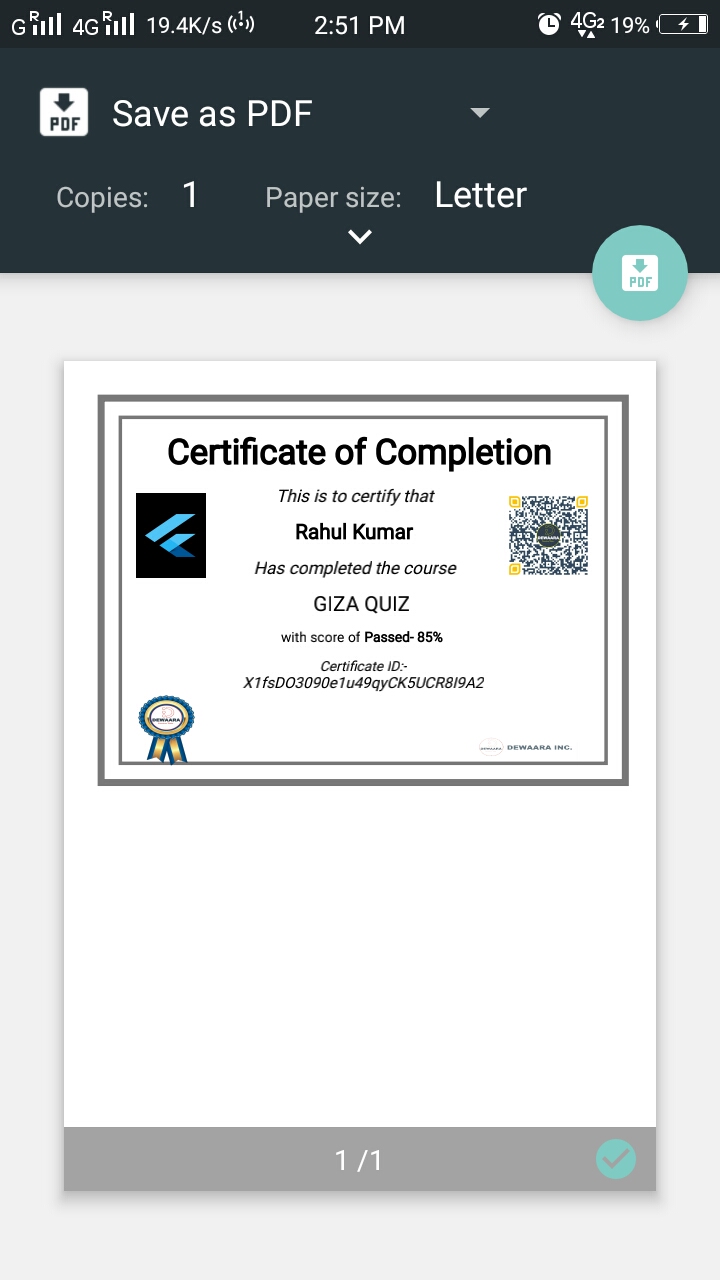 G R 4G R 19.4K/s (1) 2:51 PM 4G2 19%
PDF Save as PDF
Copies: 1 Paper size: Letter
PDF
Certificate of Completion
This is to certify that
Rahul Kumar
Has completed the course
GIZA QUIZ
with score of Passed- 85%
Certificate ID:-
X1fsDO3090e1u49qyCK5UCR8I9A2
DEWAARA
DEWAARA
DEWAARA INC.
1 /1